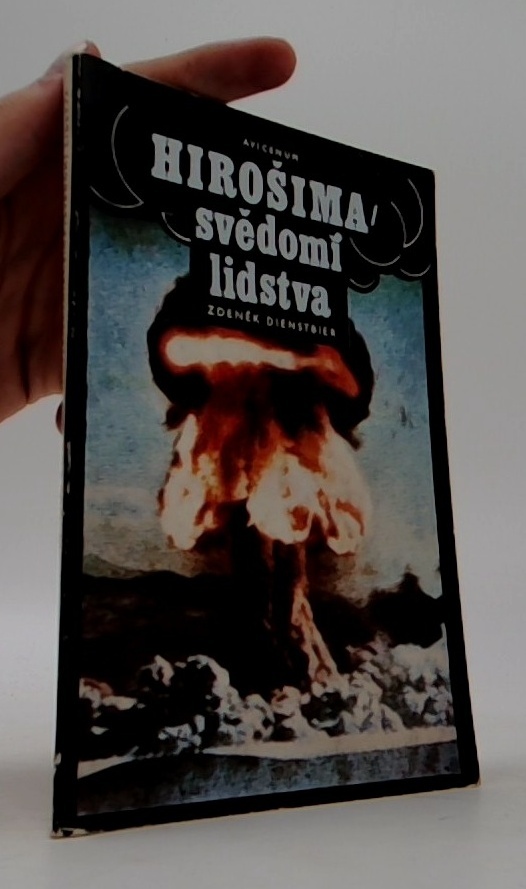 AVICENUM
HIROŠIMA/
svědomí
lidstva
ZDENĚK DIENSTBIER